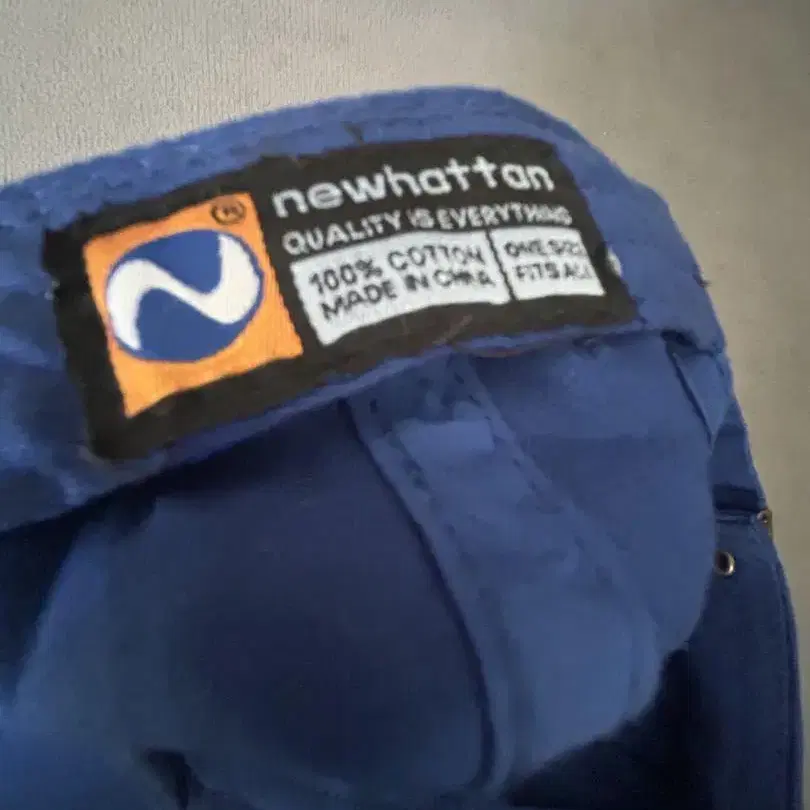 ®
newhattan
QUALITY IS EVERYTHING
100% COTTON
MADE IN CHINA
ONE SIZE
FITS ALL